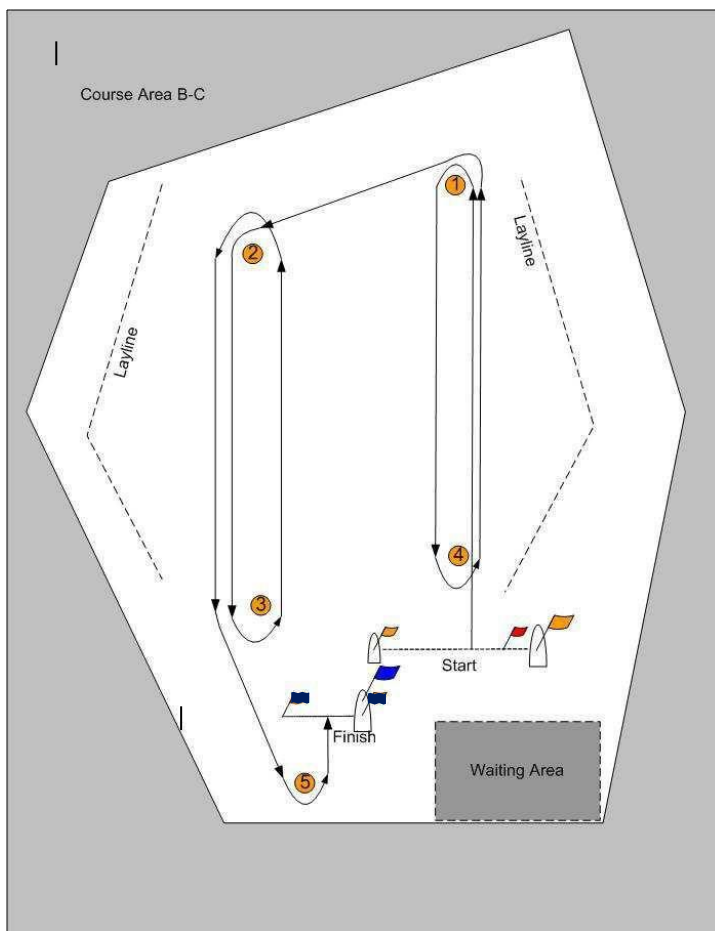 Course Area B-C
1
Layline
2
Layline
4
3
Start
Finish
Waiting Area
5